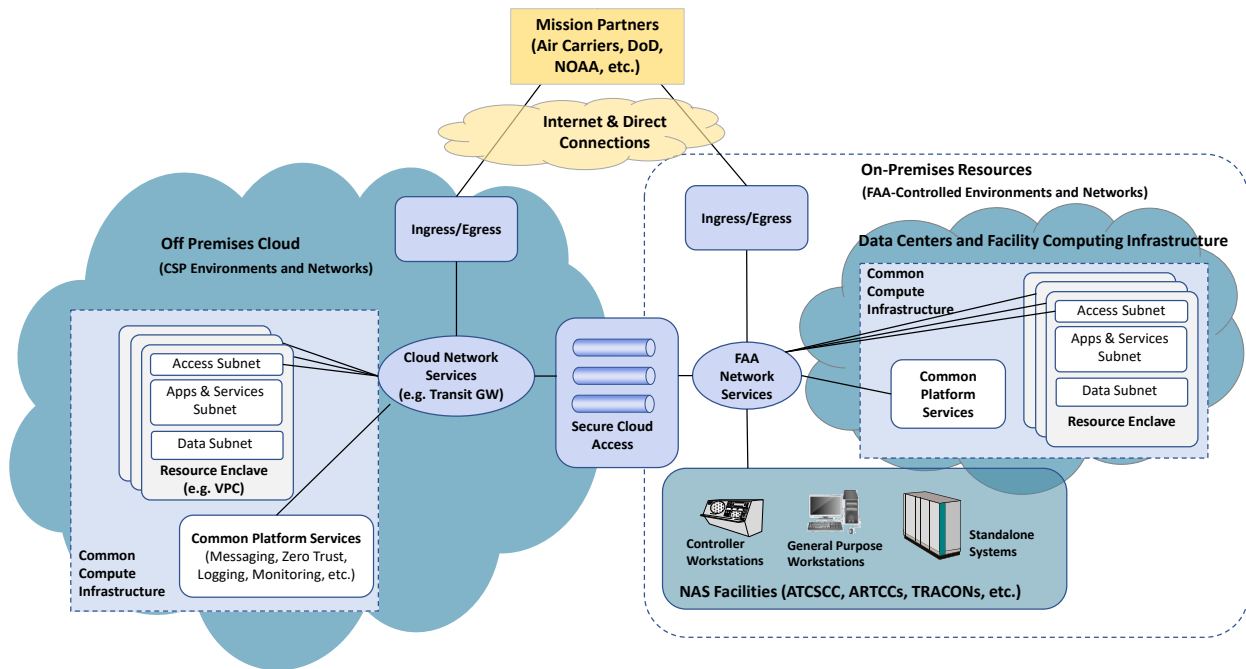 Mission Partners
(Air Carriers, DoD,
NOAA, etc.)
Internet & Direct
Connections
On-Premises Resources
(FAA-Controlled Environments and Networks)
Ingress/Egress
Ingress/Egress
Off Premises Cloud
(CSP Environments and Networks)
Data Centers and Facility Computing Infrastructure
Common
Compute
Infrastructure
Access Subnet
Apps & Services
Subnet
Data Subnet
Resource Enclave
Common
Platform
Services
Access Subnet
Apps & Services
Subnet
Data Subnet
Resource Enclave
(e.g. VPC)
Cloud Network
Services
(e.g. Transit GW)
Secure Cloud
Access
FAA
Network
Services
Common Platform Services
(Messaging, Zero Trust,
Logging, Monitoring, etc.)
Common
Compute
Infrastructure
Controller
Workstations
General Purpose
Workstations
Standalone
Systems
NAS Facilities (ATCSCC, ARTCCs, TRACONs, etc.)